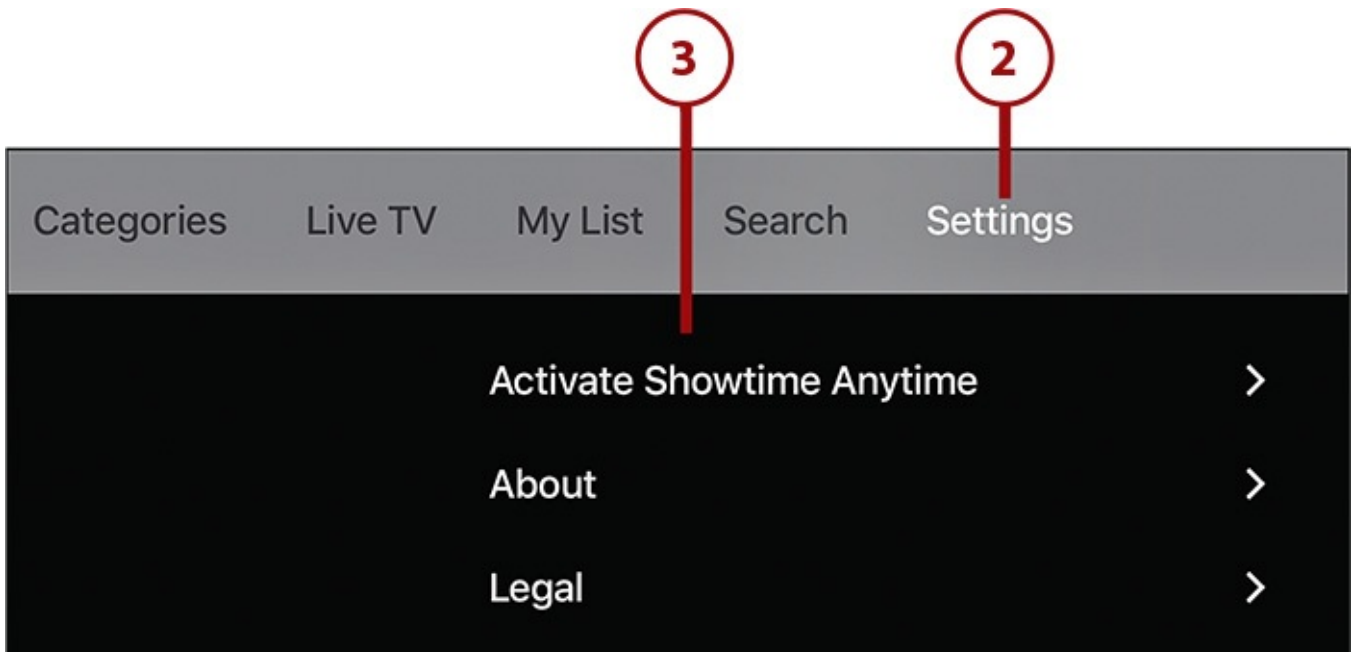 3 2
Categories Live TV My List Search Settings
Activate Showtime Anytime >
About >
Legal >